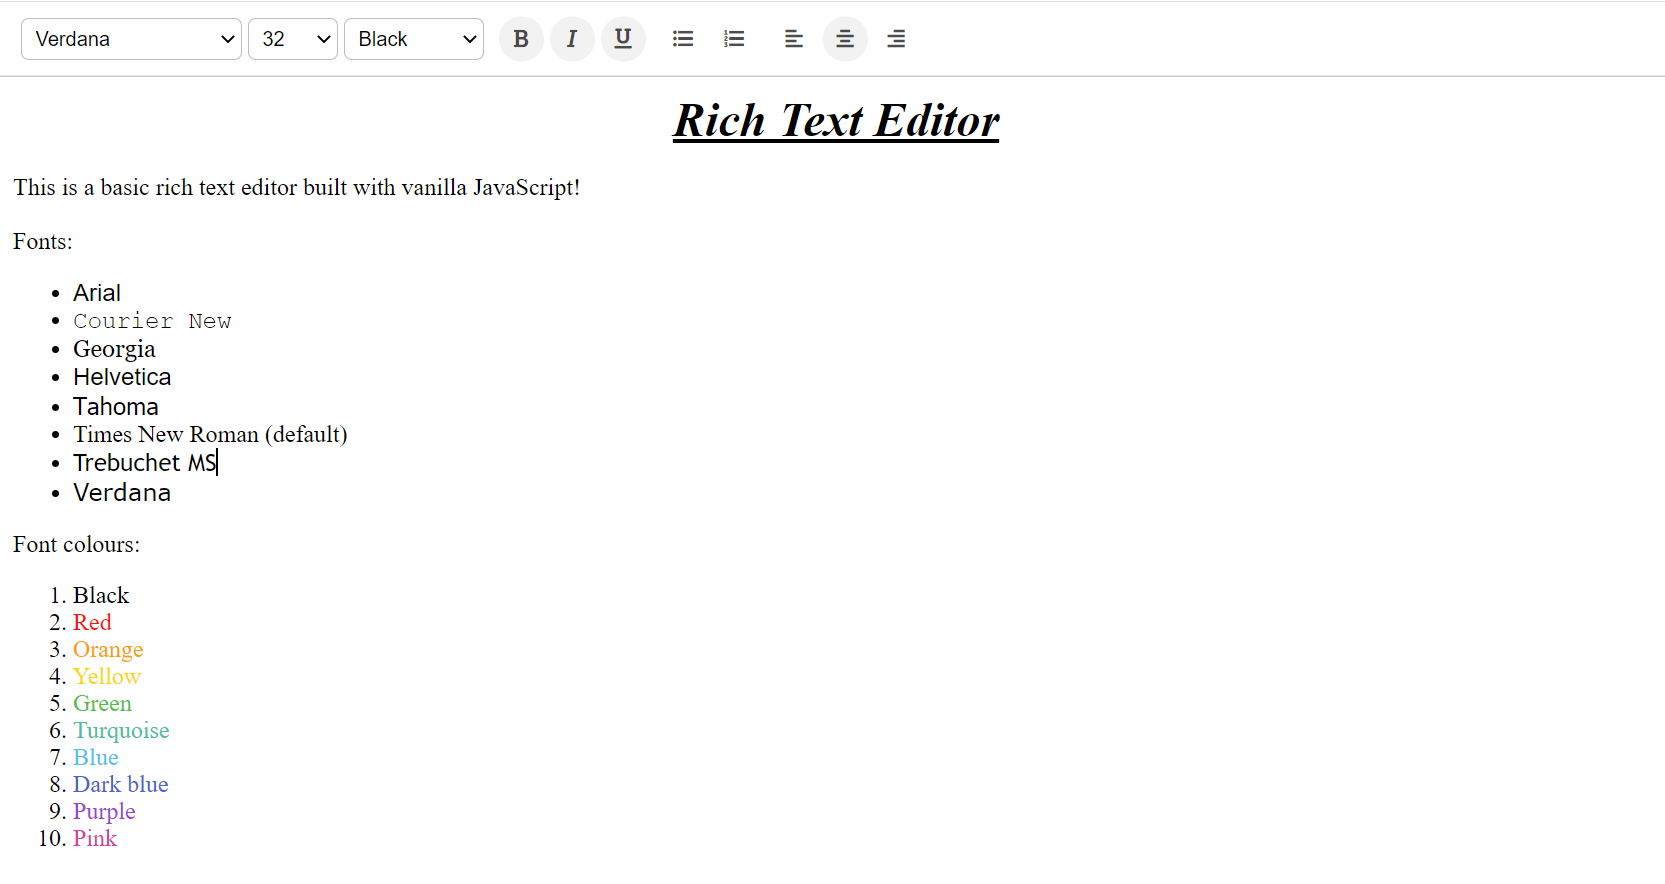 Verdana 32 Black B I U
Rich Text Editor
This is a basic rich text editor built with vanilla JavaScript!
Fonts:
• Arial
• Courier New
• Georgia
• Helvetica
• Tahoma
• Times New Roman (default)
• Trebuchet MS
• Verdana
Font colours:
1. Black
2. Red
3. Orange
4. Yellow
5. Green
6. Turquoise
7. Blue
8. Dark blue
9. Purple
10. Pink